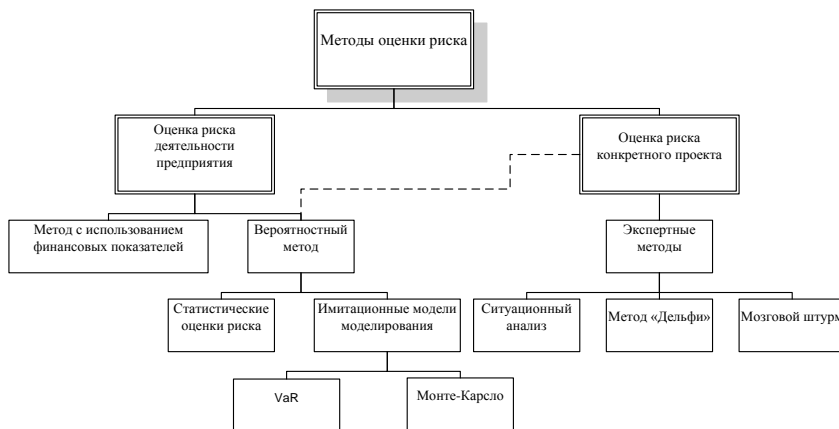 Методы оценки риска
Оценка риска
деятельности
предприятия
Оценка риска
конкретного проекта
Метод с использованием
финансовых показателей
Вероятностный
метод
Экспертные
методы
Статистические
оценки риска
Имитационные модели
моделирования
Ситуационный
анализ
Метод «Дельфи»
Мозговой штурм
VaR
Монте-Карсло